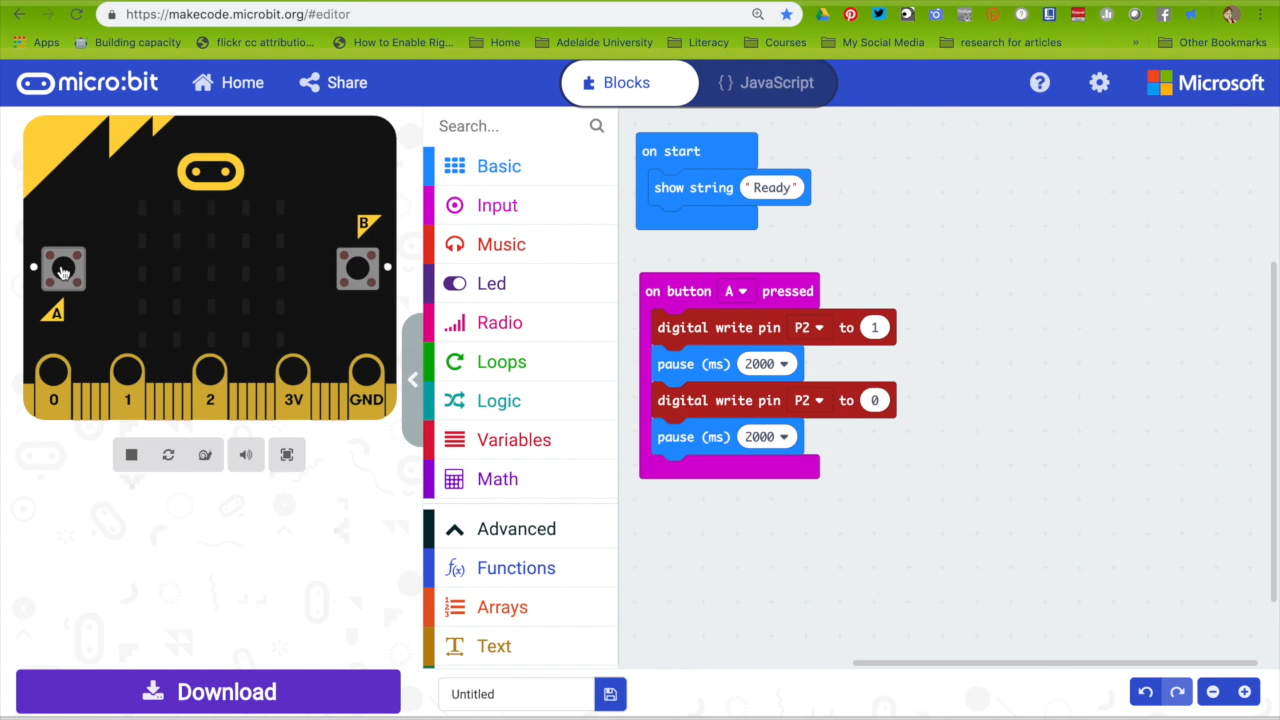 https://makecode.microbit.org/#editor
Apps Building capacity flickr cc attributio... How to Enable Rig... Home Adelaide University Literacy Courses My Social Media research for articles » Other Bookmarks
micro:bit Home Share Blocks {} JavaScript ? Microsoft
Search...
Basic
Input
Music
Led
Radio
Loops
Logic
Variables
Math
Advanced
f(x) Functions
Arrays
Text
B
A
0 1 2 3V GND
Download
on start
show string "Ready"
on button A pressed
digital write pin P2 to 1
pause (ms) 2000
digital write pin P2 to 0
pause (ms) 2000
Untitled